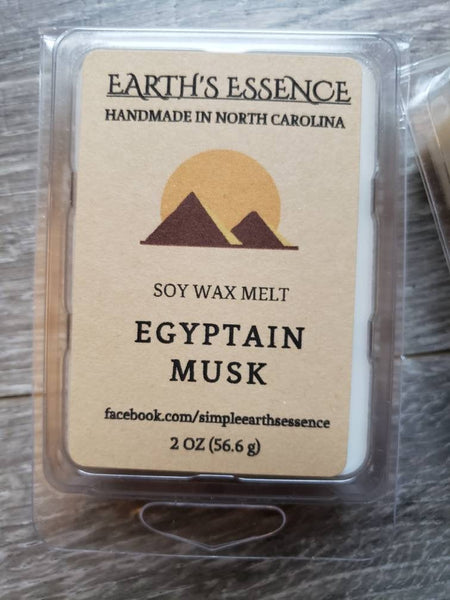 EARTH'S ESSENCE
HANDMADE IN NORTH CAROLINA
SOY WAX MELT
EGYPTAIN
MUSK
facebook.com/simpleearthsessence
2 OZ (56.6 g)